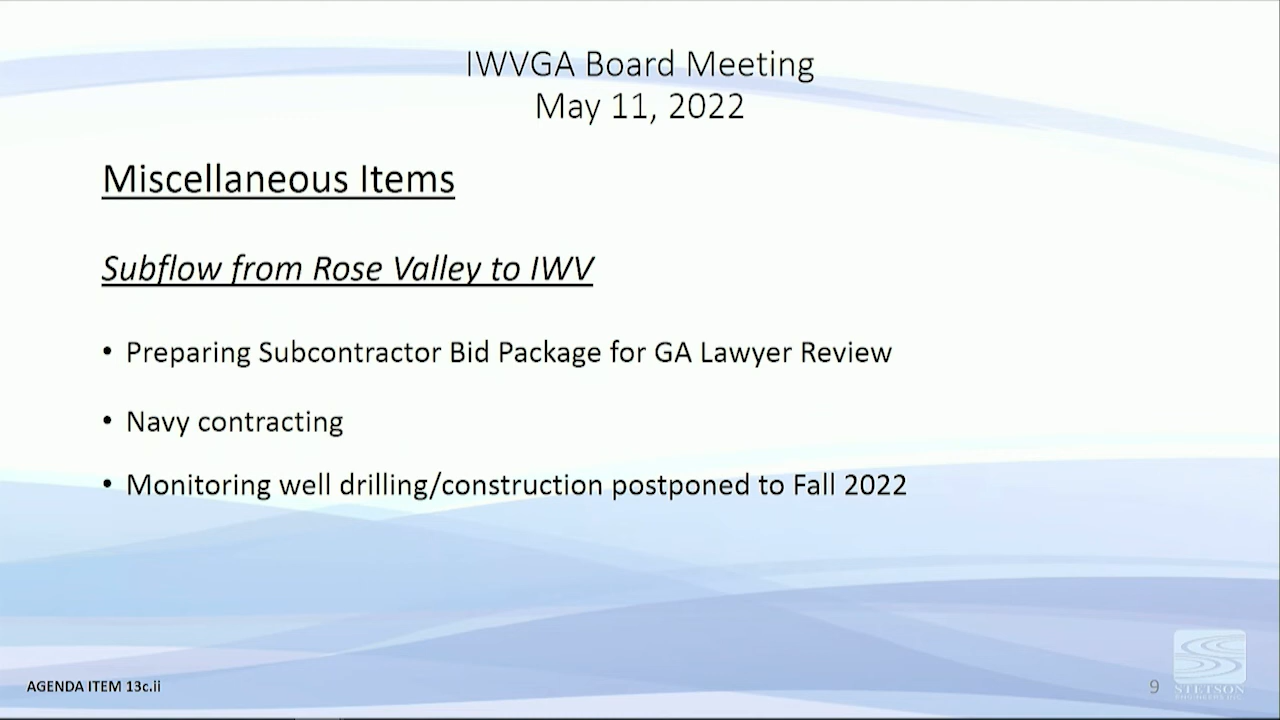 IWVGA Board Meeting
May 11, 2022
Miscellaneous Items
Subflow from Rose Valley to IWV
• Preparing Subcontractor Bid Package for GA Lawyer Review
• Navy contracting
• Monitoring well drilling/construction postponed to Fall 2022
AGENDA ITEM 13c.ii
9
STETSON
ENGINEERS INC.